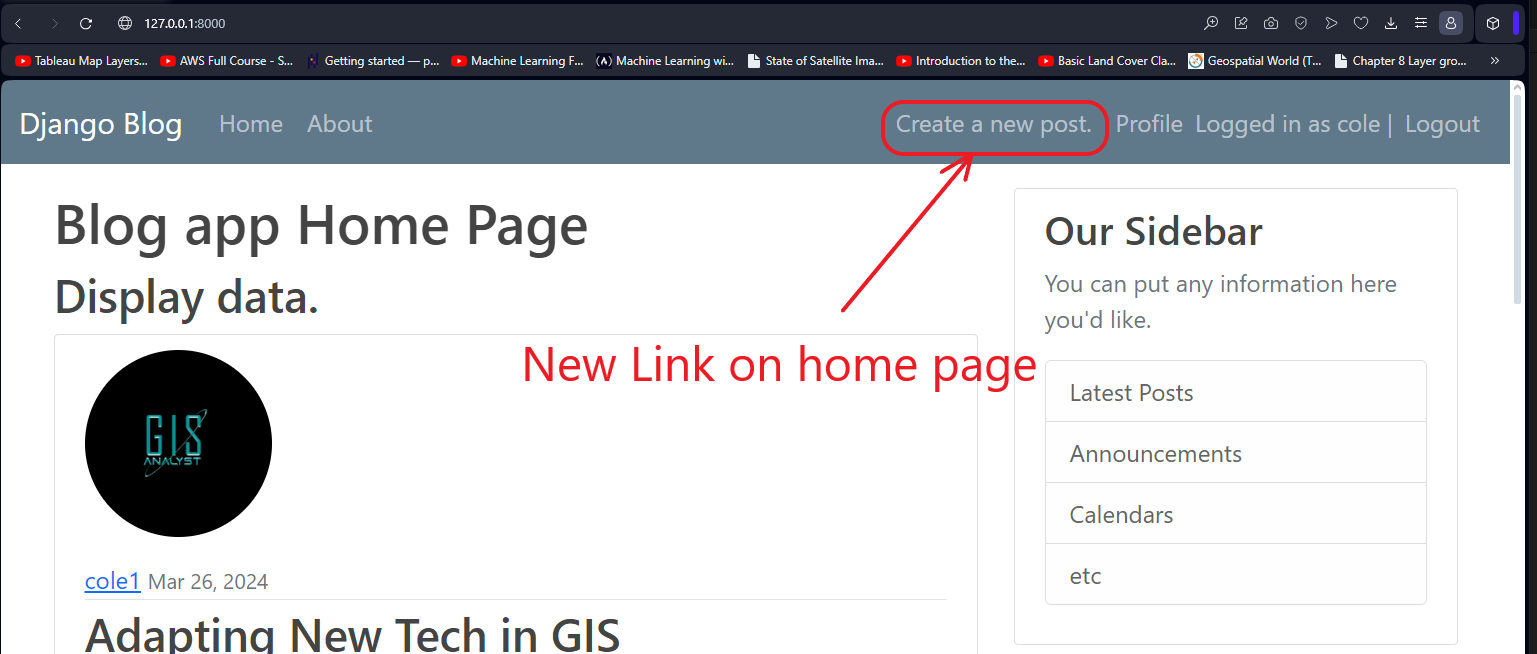 127.0.0.1:8000
Tableau Map Layers... AWS Full Course - S... Getting started — p... Machine Learning F... Machine Learning wi... State of Satellite Ima... Introduction to the... Basic Land Cover Cla... Geospatial World (T... Chapter 8 Layer gro... »
Django Blog Home About Create a new post. Profile Logged in as cole | Logout
Blog app Home Page
Display data.
New Link on home page
GIS
ANALYST
cole1 Mar 26, 2024
Adapting New Tech in GIS
Our Sidebar
You can put any information here
you'd like.
Latest Posts
Announcements
Calendars
etc